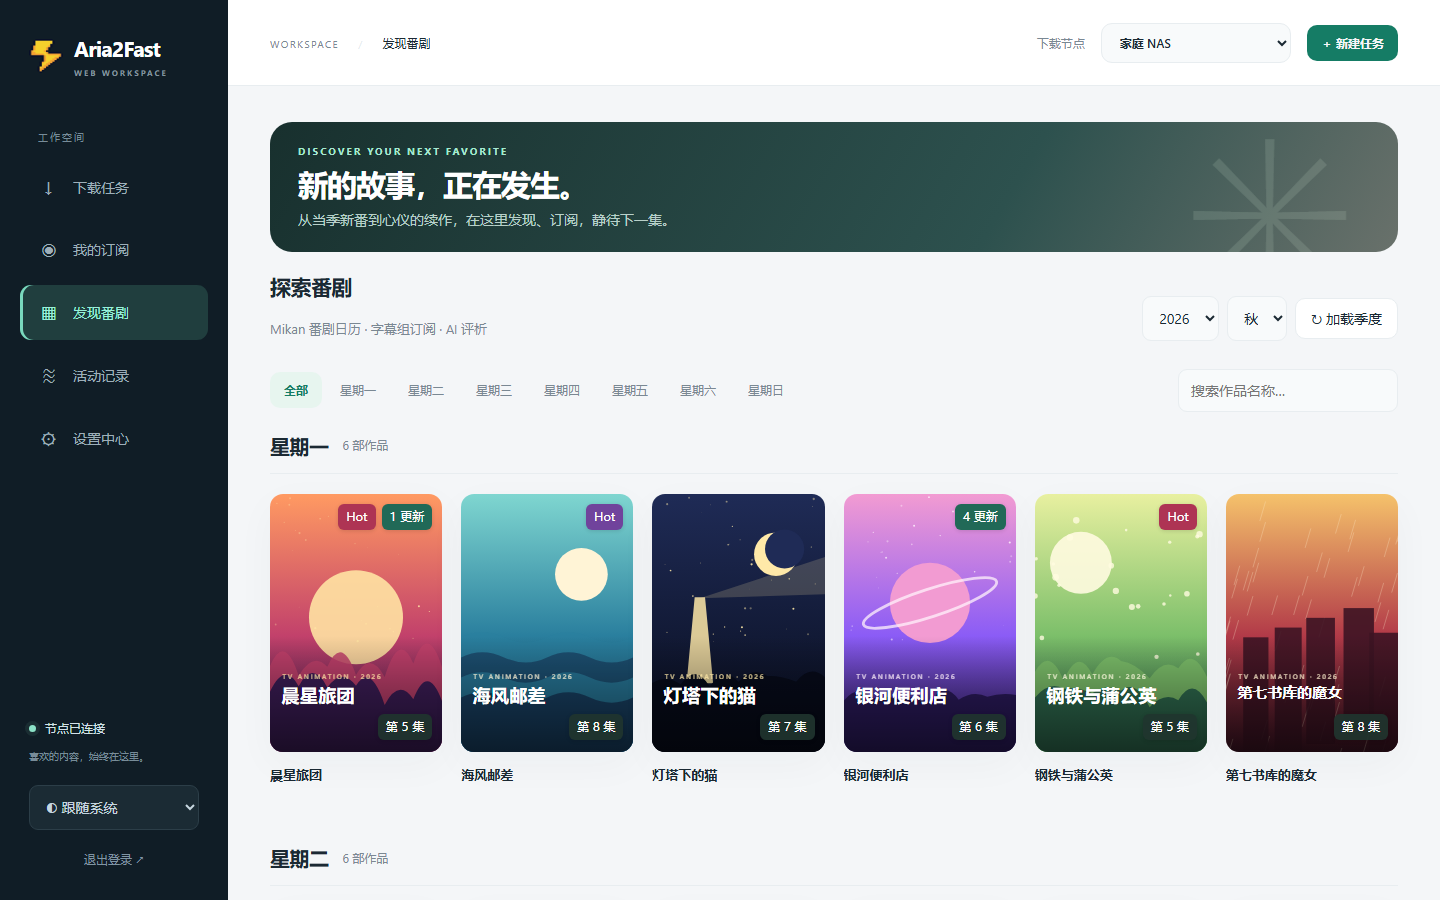 Aria2Fast
WEB WORKSPACE
工作空间
↓ 下载任务
◉ 我的订阅
▦ 发现番剧
≋ 活动记录
⚙ 设置中心
节点已连接
喜欢的内容，始终在这里。
◐ 跟随系统
退出登录 ↗
WORKSPACE / 发现番剧
下载节点 家庭 NAS + 新建任务
DISCOVER YOUR NEXT FAVORITE
新的故事，正在发生。
从当季新番到心仪的续作，在这里发现、订阅，静待下一集。
探索番剧
Mikan 番剧日历 · 字幕组订阅 · AI 评析
2026 秋 ↻ 加载季度
全部 星期一 星期二 星期三 星期四 星期五 星期六 星期日
搜索作品名称...
星期一 6 部作品
Hot 1 更新
TV ANIMATION · 2026
晨星旅团
第 5 集
晨星旅团
Hot
TV ANIMATION · 2026
海风邮差
第 8 集
海风邮差
TV ANIMATION · 2026
灯塔下的猫
第 7 集
灯塔下的猫
4 更新
TV ANIMATION · 2026
银河便利店
第 6 集
银河便利店
Hot
TV ANIMATION · 2026
钢铁与蒲公英
第 5 集
钢铁与蒲公英
TV ANIMATION · 2026
第七书库的魔女
第 8 集
第七书库的魔女
星期二 6 部作品